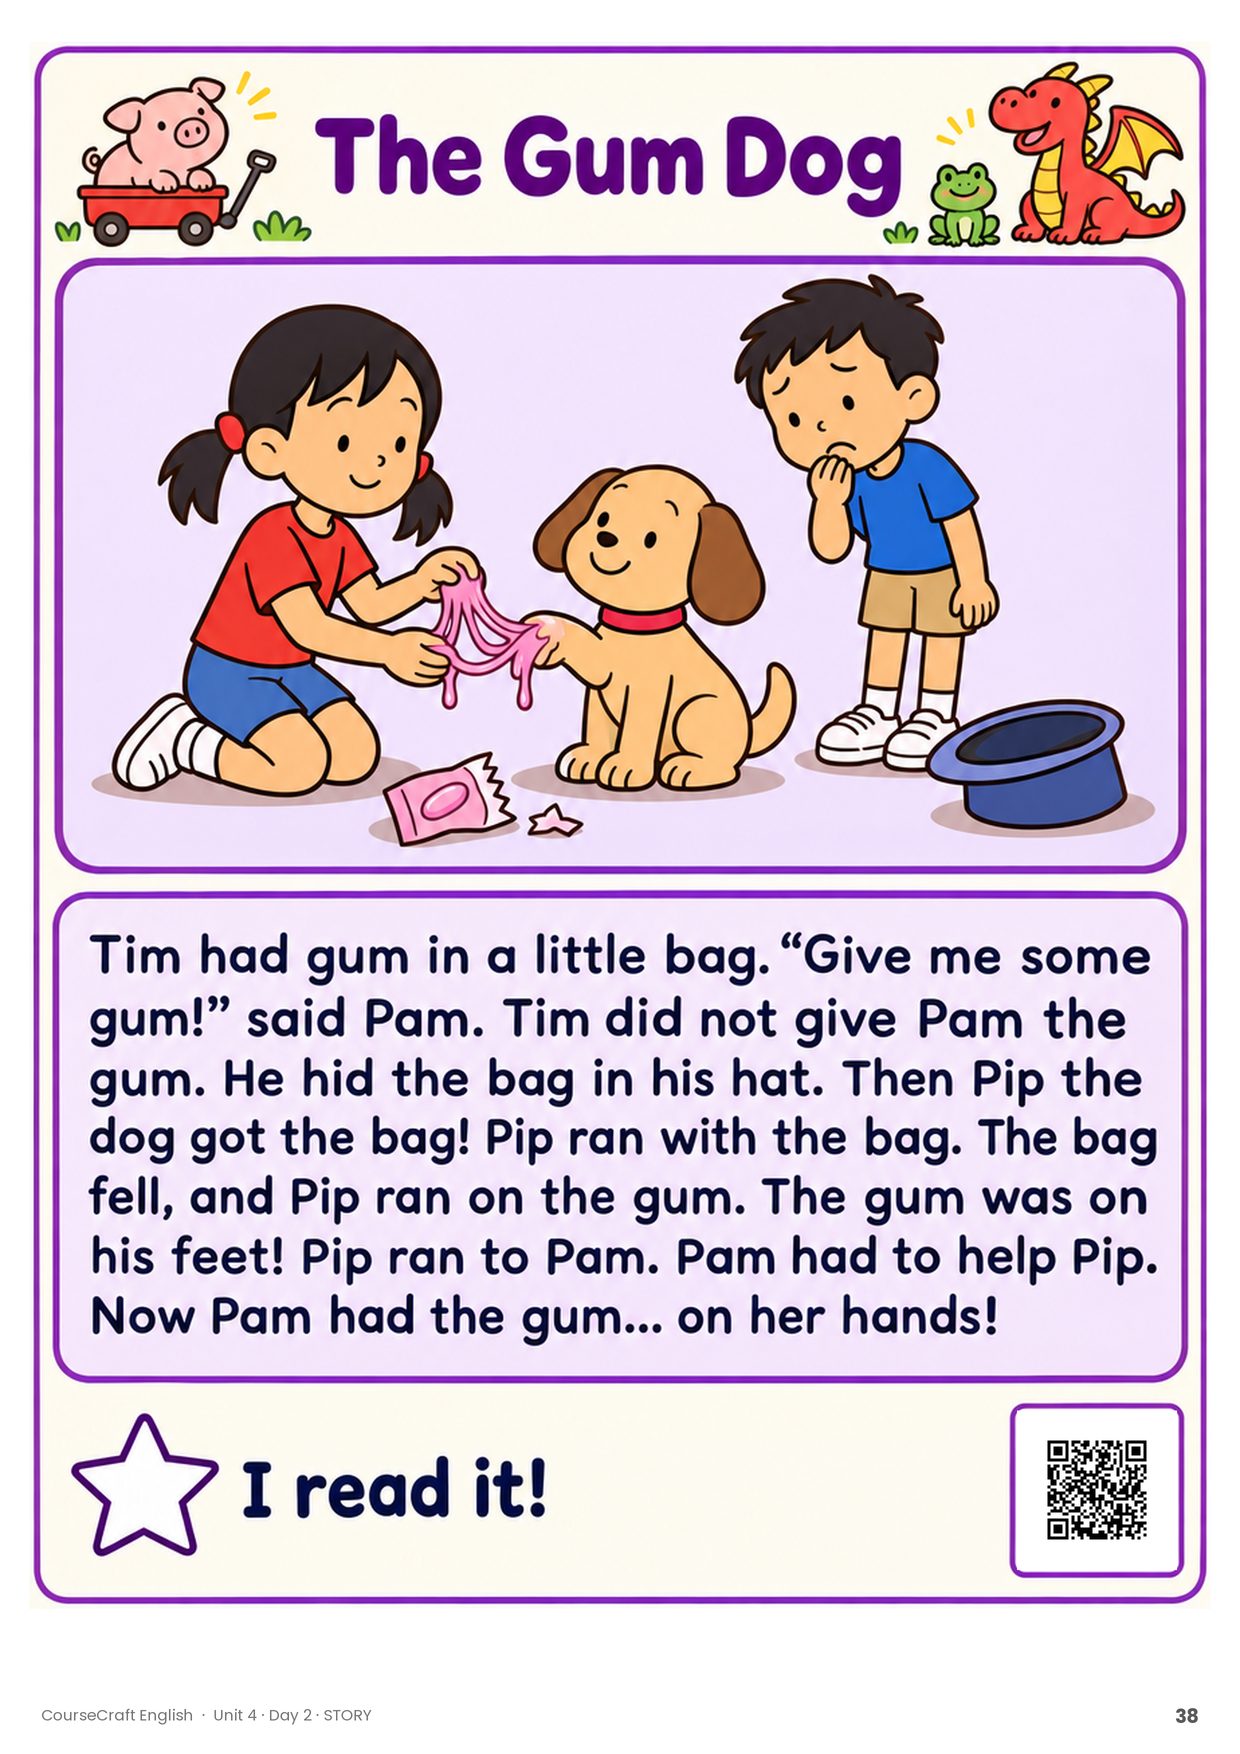 The Gum Dog
Tim had gum in a little bag. “Give me some
gum!” said Pam. Tim did not give Pam the
gum. He hid the bag in his hat. Then Pip the
dog got the bag! Pip ran with the bag. The bag
fell, and Pip ran on the gum. The gum was on
his feet! Pip ran to Pam. Pam had to help Pip.
Now Pam had the gum... on her hands!
I read it!
CourseCraft English · Unit 4 · Day 2 · STORY
38